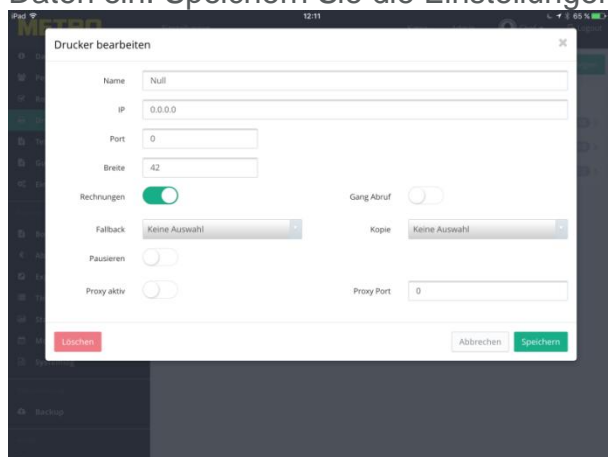 Daten ein. Speichern Sie die Einstellungen
iPad 12:11 65 %
METRO
Logout
Drucker bearbeiten ×
Name Null
IP 0.0.0.0
Port 0
Breite 42
Rechnungen Gang Abruf
Fallback Keine Auswahl Kopie Keine Auswahl
Pausieren
Proxy aktiv Proxy Port 0
Löschen Abbrechen Speichern
Backup